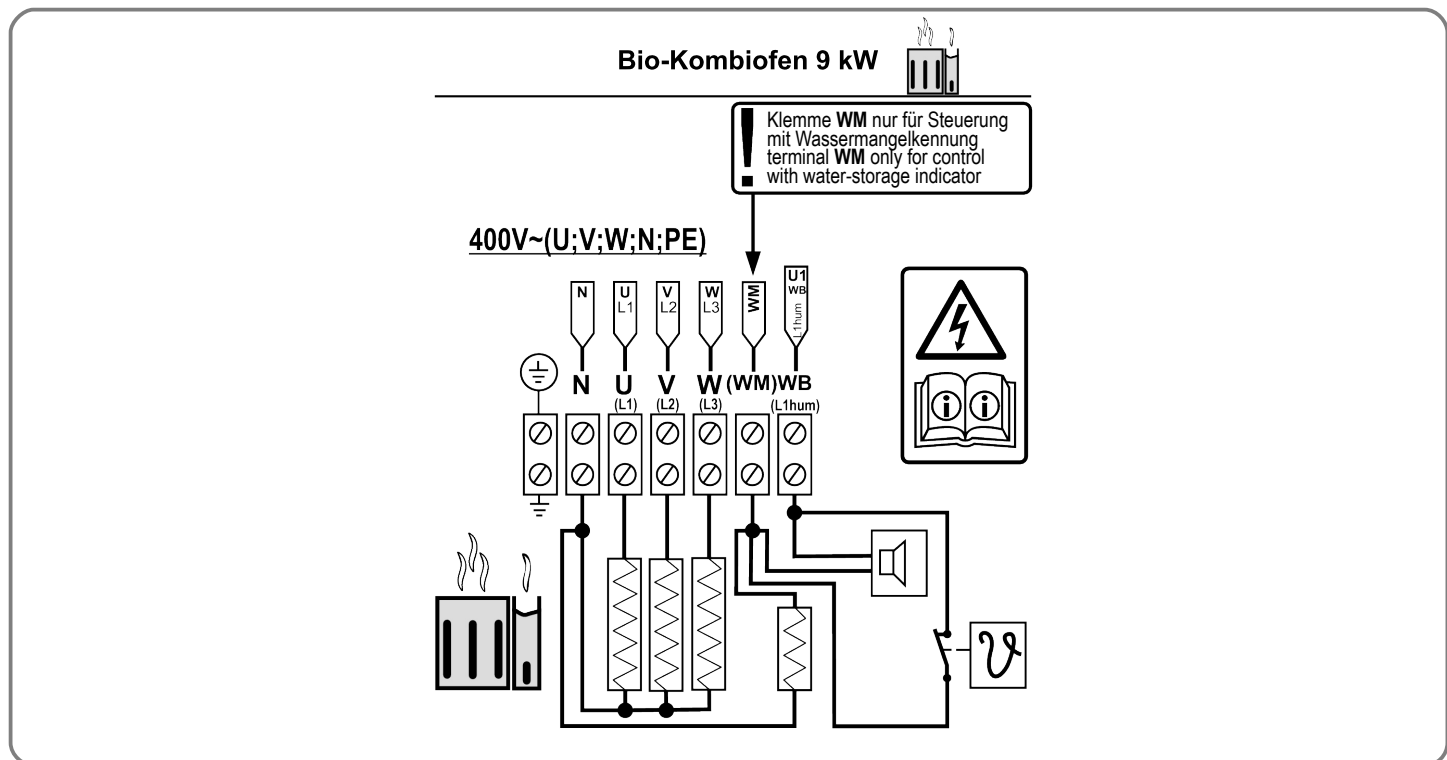 Bio-Kombiofen 9 kW
! Klemme WM nur für Steuerung
mit Wassermangelkennung
terminal WM only for control
with water-storage indicator
400V~(U;V;W;N;PE)
N
U
L1
V
L2
W
L3
WM
U1
WB
L1hum
N U V W (WM) WB
(L1) (L2) (L3) (L1hum)
i i
ϑ